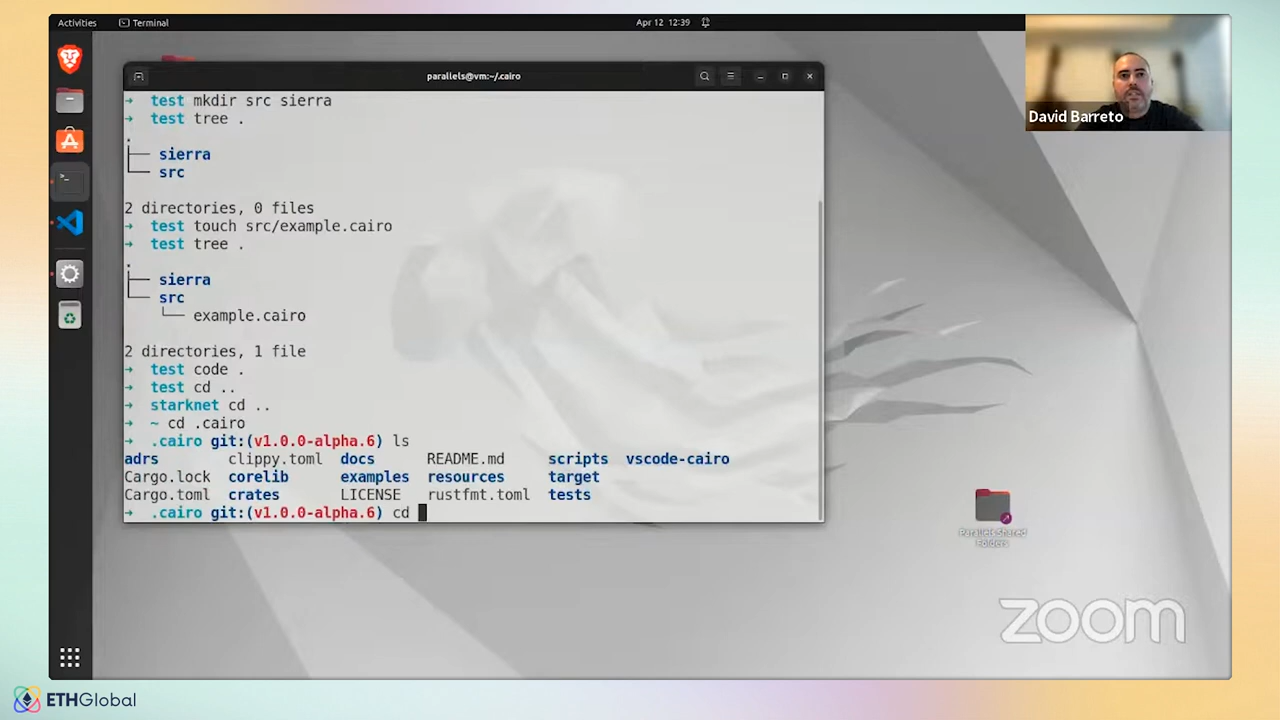 Activities Terminal Apr 12 12:39
parallels@vm:~/.cairo
David Barreto
➜ test mkdir src sierra
➜ test tree .
.
├── sierra
└── src
2 directories, 0 files
➜ test touch src/example.cairo
➜ test tree .
.
├── sierra
└── src
└── example.cairo
2 directories, 1 file
➜ test code .
➜ test cd ..
➜ starknet cd ..
➜ ~ cd .cairo
➜ .cairo git:(v1.0.0-alpha.6) ls
adrs clippy.toml docs README.md scripts vscode-cairo
Cargo.lock corelib examples resources target
Cargo.toml crates LICENSE rustfmt.toml tests
➜ .cairo git:(v1.0.0-alpha.6) cd
Parallels Shared
Folders
zoom
ETHGlobal